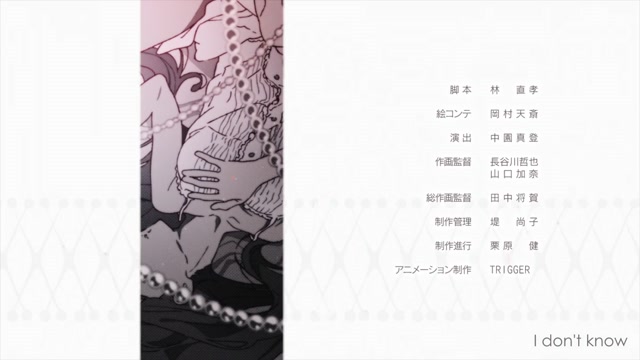 脚本 林 直孝
絵コンテ 岡村天斎
演出 中園真登
作画監督 長谷川哲也
山口加奈
総作画監督 田中将賀
制作管理 堤 尚子
制作進行 栗原 健
アニメーション制作 TRIGGER
I don't know